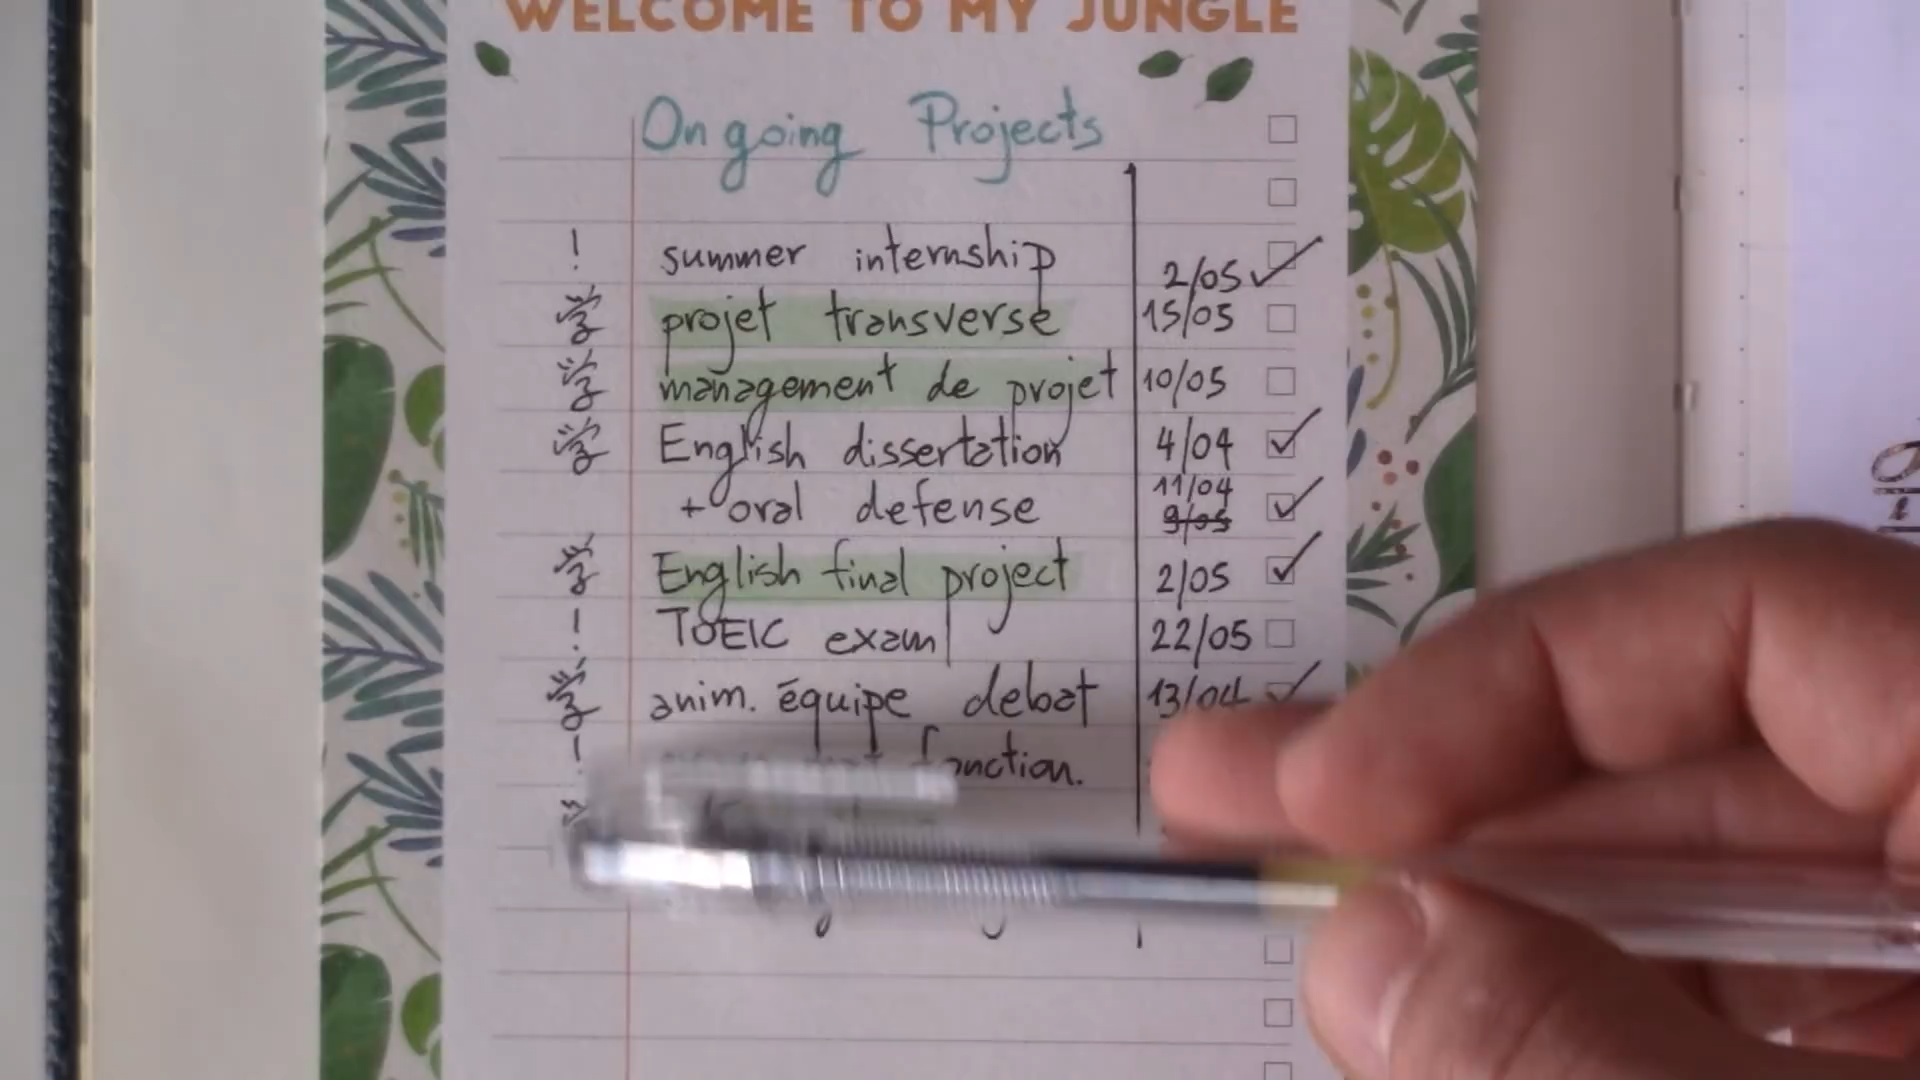 WELCOME TO MY JUNGLE
Ongoing Projects
! summer internship 2/05
学 projet transverse 15/05
学 management de projet 10/05
学 English dissertation 4/04
+ oral defense 11/04 9/05
学 English final project 2/05
! TOEIC exam 22/05
学 anim. équipe debat 13/04
! fonction.